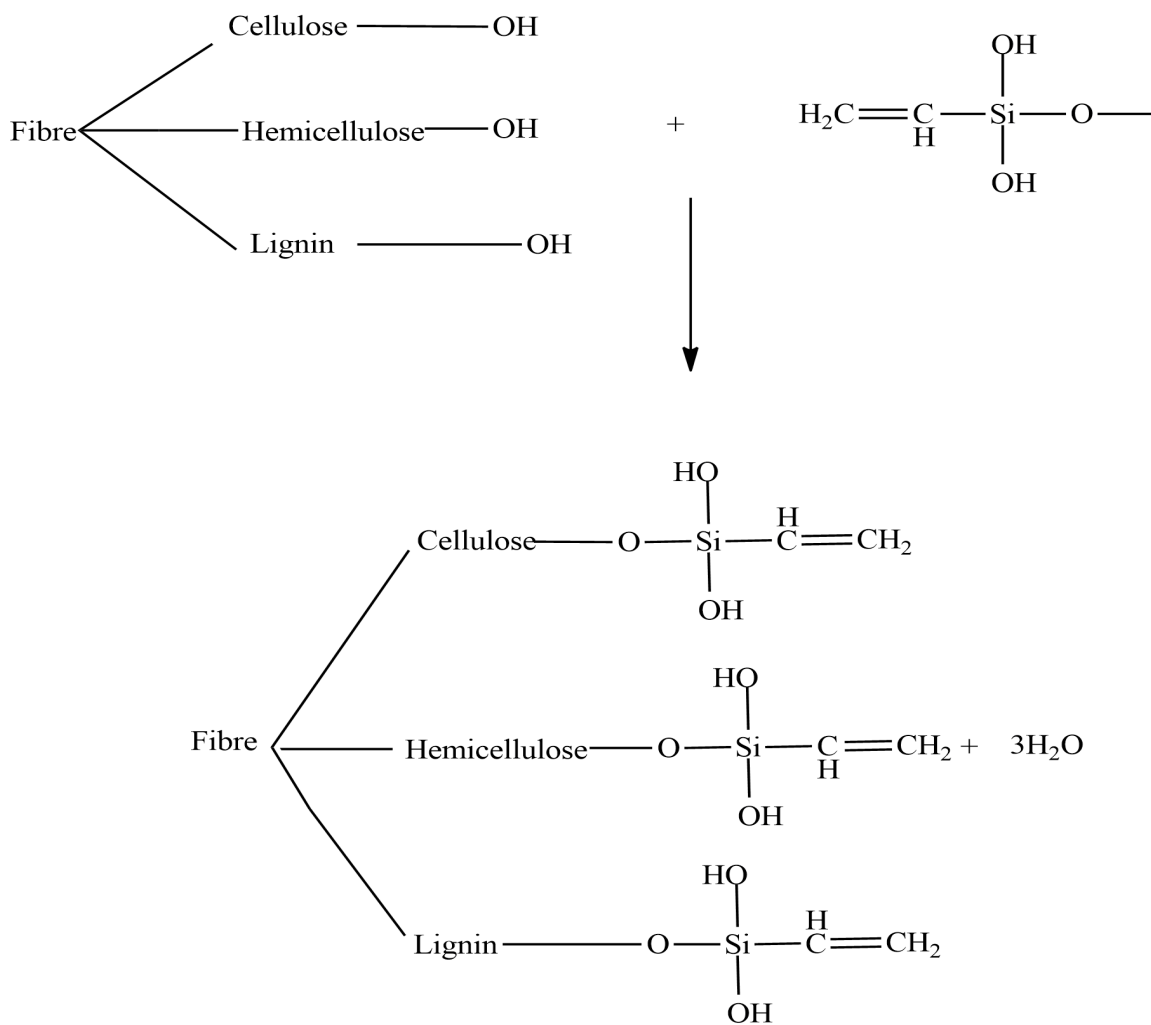 Cellulose OH
Fibre Hemicellulose OH
Lignin OH
+
OH
H₂C C Si O
H
OH
HO
Cellulose O Si C CH₂
H
OH
HO
Fibre Hemicellulose O Si C CH₂ + 3H₂O
H
OH
HO
Lignin O Si C CH₂
H
OH